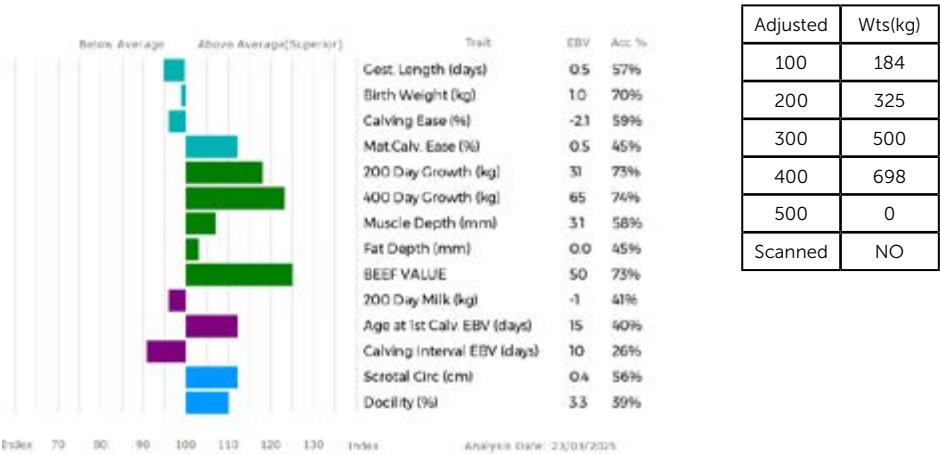 Below Average Above Average(Superior) Trait EBV Acc %
Gest. Length (days) 0.5 57%
Birth Weight (kg) 1.0 70%
Calving Ease (%) -2.1 59%
Mat Calv. Ease (%) 0.5 45%
200 Day Growth (kg) 31 73%
400 Day Growth (kg) 65 74%
Muscle Depth (mm) 3.1 58%
Fat Depth (mm) 0.0 45%
BEEF VALUE 50 73%
200 Day Milk (kg) -1 41%
Age at 1st Calv. EBV (days) 15 40%
Calving Interval EBV (days) 10 26%
Scrotal Circ (cm) 0.4 56%
Docility (%) 3.3 39%
Index 70 80 90 100 110 120 130 Index Analysis Date: 23/03/2025
Adjusted Wts(kg)
100 184
200 325
300 500
400 698
500 0
Scanned NO